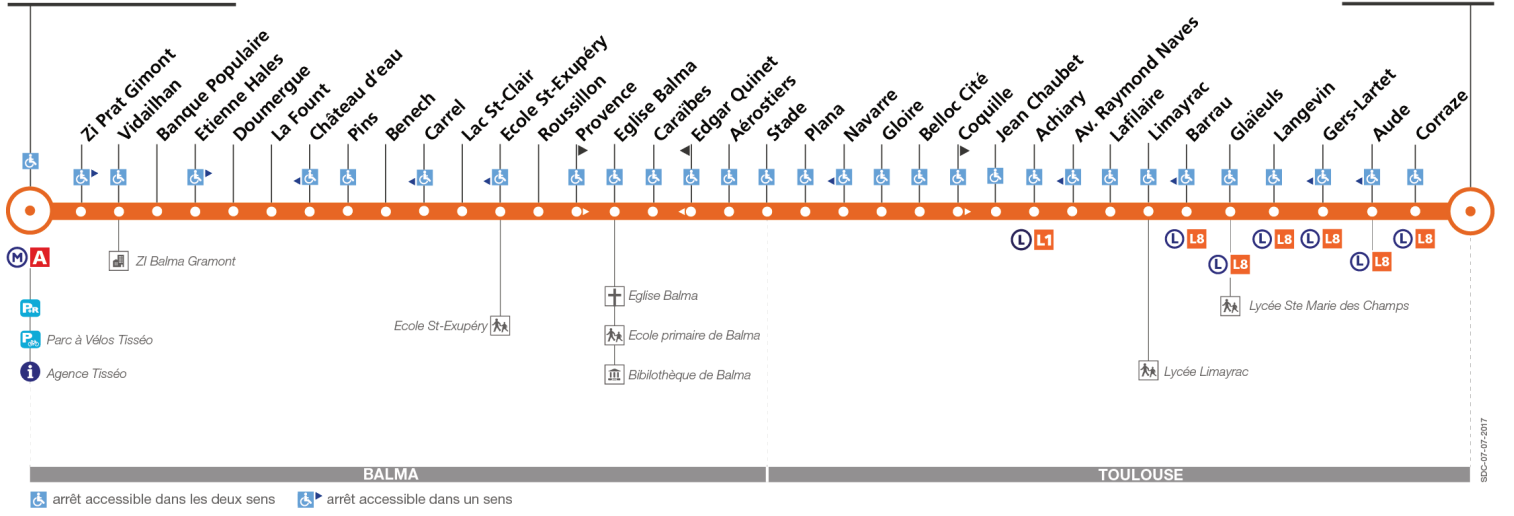 Zi Prat Gimont
Vidailhan
Banque Populaire
Etienne Hales
Doumergue
La Fount
Château d'eau
Pins
Benech
Carrel
Lac St-Clair
Ecole St-Exupéry
Roussillon
Provence
Eglise Balma
Caraïbes
Edgar Quinet
Aérostiers
Stade
Plana
Navarre
Gloire
Belloc Cité
Coquille
Jean Chaubet
Achiary
Av. Raymond Naves
Lafilaire
Limayrac
Barrau
Glaïeuls
Langevin
Gers-Lartet
Aude
Corraze
M A
L L1
L L8
L L8
L L8
L L8
L L8
L L8
ZI Balma Gramont
P+R
P
Parc à Vélos Tisséo
i Agence Tisséo
Ecole St-Exupéry
Eglise Balma
Ecole primaire de Balma
Bibilothèque de Balma
Lycée Ste Marie des Champs
Lycée Limayrac
SDC-07-07-2017
BALMA
TOULOUSE
arrêt accessible dans les deux sens
arrêt accessible dans un sens